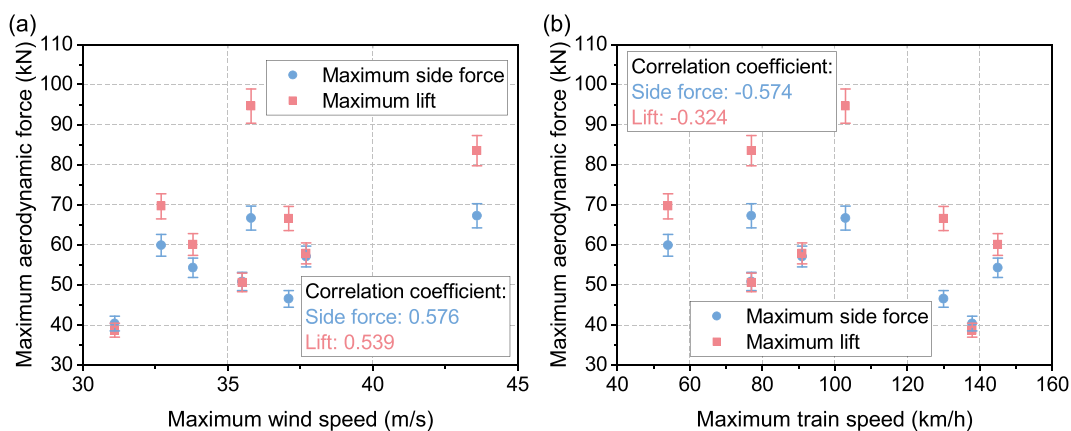 (a)
Maximum aerodynamic force (kN)
110
100
90
80
70
60
50
40
30
Maximum side force
Maximum lift
Correlation coefficient:
Side force: 0.576
Lift: 0.539
30 35 40 45
Maximum wind speed (m/s)
(b)
Maximum aerodynamic force (kN)
110
100
90
80
70
60
50
40
30
Correlation coefficient:
Side force: -0.574
Lift: -0.324
Maximum side force
Maximum lift
40 60 80 100 120 140 160
Maximum train speed (km/h)